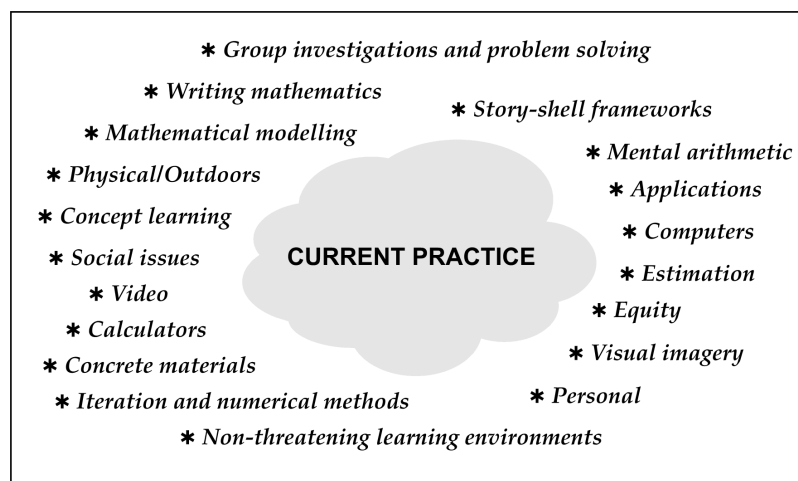 ✱ Group investigations and problem solving
✱ Writing mathematics
✱ Story-shell frameworks
✱ Mathematical modelling
✱ Mental arithmetic
✱ Physical/Outdoors
✱ Applications
✱ Concept learning
✱ Computers
CURRENT PRACTICE
✱ Social issues
✱ Estimation
✱ Video
✱ Equity
✱ Calculators
✱ Visual imagery
✱ Concrete materials
✱ Personal
✱ Iteration and numerical methods
✱ Non-threatening learning environments